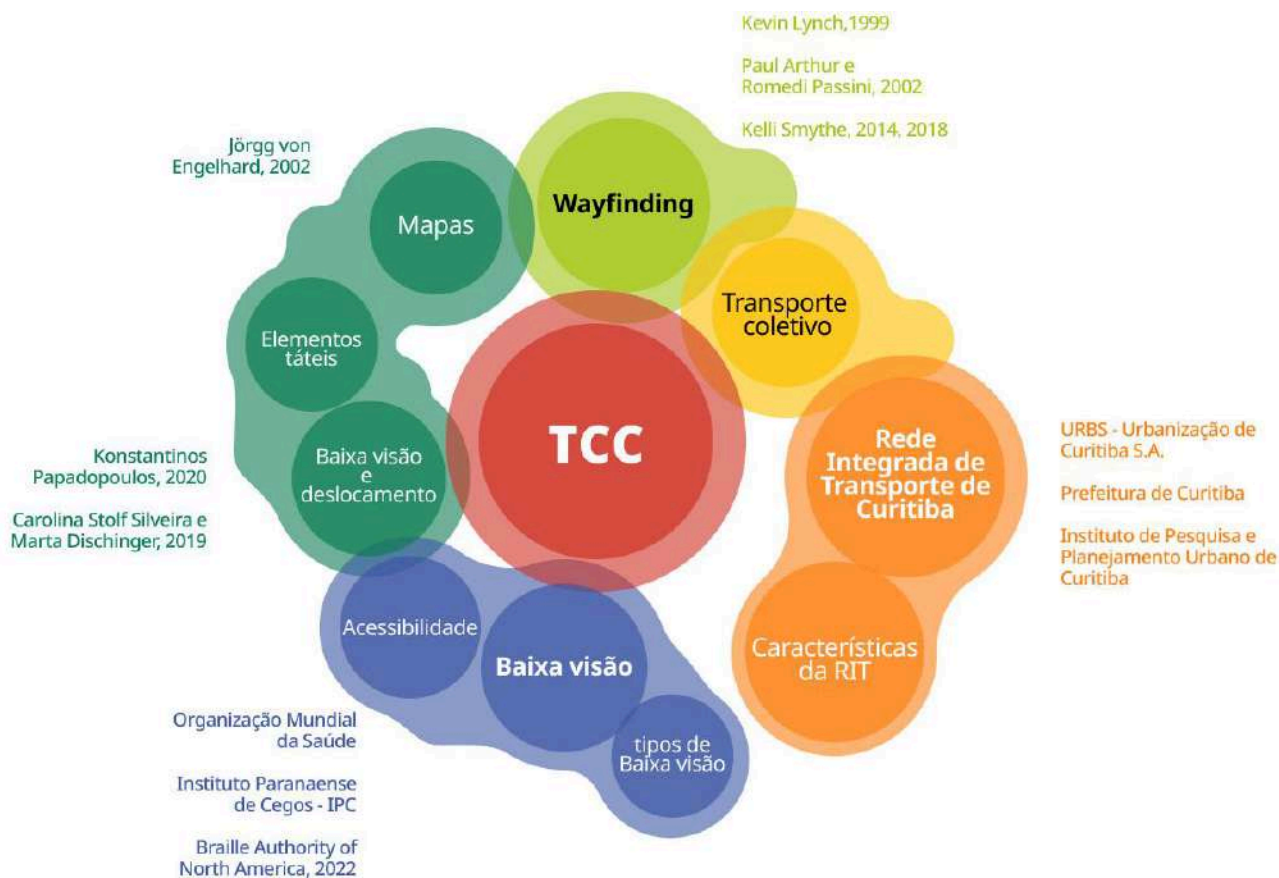 Kevin Lynch,1999
Paul Arthur e
Romedi Passini, 2002
Kelli Smythe, 2014, 2018
Jörgg von
Engelhard, 2002
Wayfinding
Mapas
Transporte
coletivo
Elementos
táteis
TCC
Rede
Integrada de
Transporte de
Curitiba
URBS - Urbanização de
Curitiba S.A.
Prefeitura de Curitiba
Instituto de Pesquisa e
Planejamento Urbano de
Curitiba
Konstantinos
Papadopoulos, 2020
Carolina Stolf Silveira e
Marta Dischinger, 2019
Baixa visão
e
deslocamento
Acessibilidade
Baixa visão
Características
da RIT
tipos de
Baixa visão
Organização Mundial
da Saúde
Instituto Paranaense
de Cegos - IPC
Braille Authority of
North America, 2022